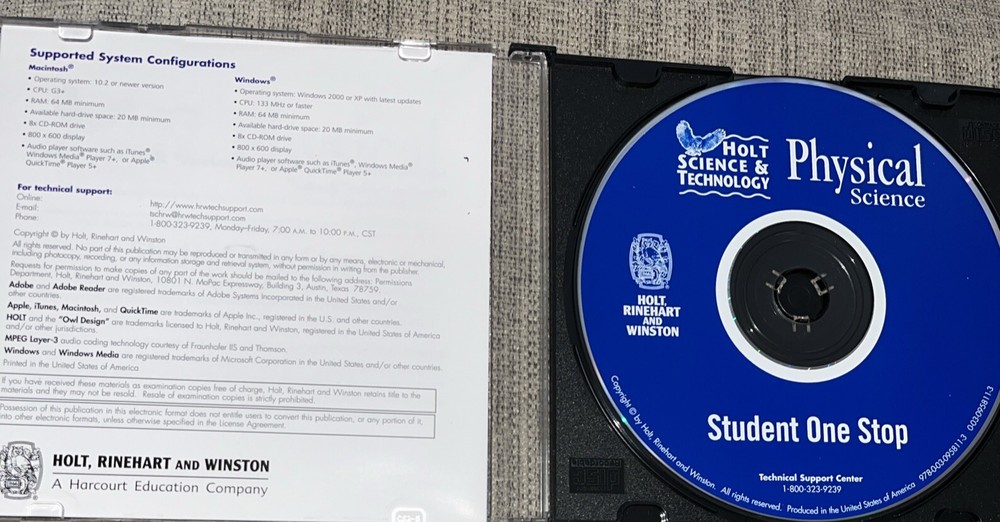 Supported System Configurations
Macintosh®
• Operating system: 10.2 or newer version
• CPU: G3+
• RAM: 64 MB minimum
• Available hard-drive space: 20 MB minimum
• 8x CD-ROM drive
• 800 x 600 display
• Audio player software such as iTunes®,
Windows Media® Player 7+, or Apple®
QuickTime® Player 5+
Windows®
• Operating system: Windows 2000 or XP with latest updates
• CPU: 133 MHz or faster
• RAM: 64 MB minimum
• Available hard-drive space: 20 MB minimum
• 8x CD-ROM drive
• 800 x 600 display
• Audio player software such as iTunes®, Windows Media®
Player 7+, or Apple® QuickTime® Player 5+
For technical support:
Online: http://www.hrwtechsupport.com
E-mail: tschrw@hrwtechsupport.com
Phone: 1-800-323-9239, Monday–Friday, 7:00 A.M. to 10:00 P.M., CST
Copyright © by Holt, Rinehart and Winston
All rights reserved. No part of this publication may be reproduced or transmitted in any form or by any means, electronic or mechanical,
including photocopy, recording, or any information storage and retrieval system, without permission in writing from the publisher.
Requests for permission to make copies of any part of the work should be mailed to the following address: Permissions
Department, Holt, Rinehart and Winston, 10801 N. MoPac Expressway, Building 3, Austin, Texas 78759.
Adobe and Adobe Reader are registered trademarks of Adobe Systems Incorporated in the United States and/or
other countries.
Apple, iTunes, Macintosh, and QuickTime are trademarks of Apple Inc., registered in the U.S. and other countries.
HOLT and the "Owl Design" are trademarks licensed to Holt, Rinehart and Winston, registered in the United States of America
and/or other jurisdictions.
MPEG Layer-3 audio coding technology courtesy of Fraunhofer IIS and Thomson.
Windows and Windows Media are registered trademarks of Microsoft Corporation in the United States and/or other countries.
Printed in the United States of America
If you have received these materials as examination copies free of charge, Holt, Rinehart and Winston retains title to the
materials and they may not be resold. Resale of examination copies is strictly prohibited.
Possession of this publication in this electronic format does not entitle users to convert this publication, or any portion of it,
into other electronic formats, unless otherwise specified in the License Agreement.
HOLT, RINEHART AND WINSTON
A Harcourt Education Company
HOLT
SCIENCE &
TECHNOLOGY
Physical
Science
HOLT,
RINEHART
AND
WINSTON
Student One Stop
Technical Support Center
1-800-323-9239
Copyright © by Holt, Rinehart and Winston. All rights reserved. Produced in the United States of America 978-0-03-095811-3 003095811-3